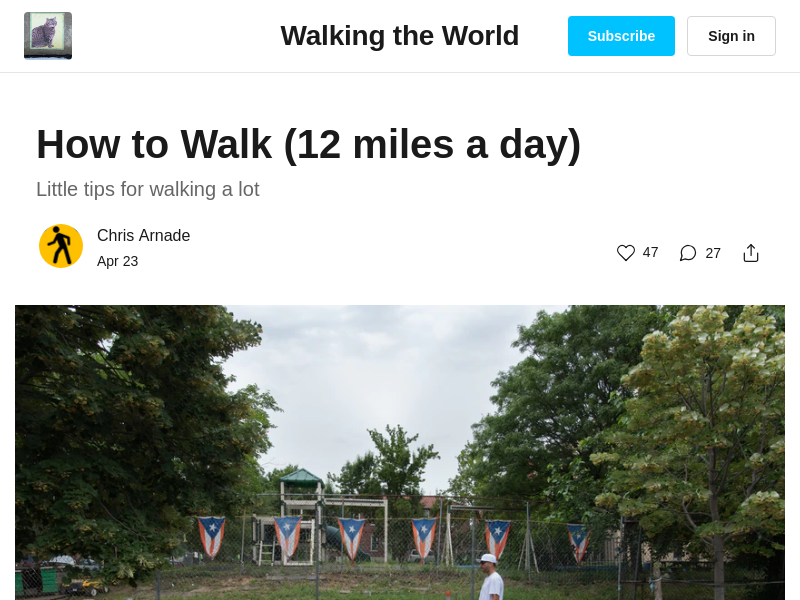 Walking the World
Subscribe
Sign in
How to Walk (12 miles a day)
Little tips for walking a lot
Chris Arnade
Apr 23
47
27